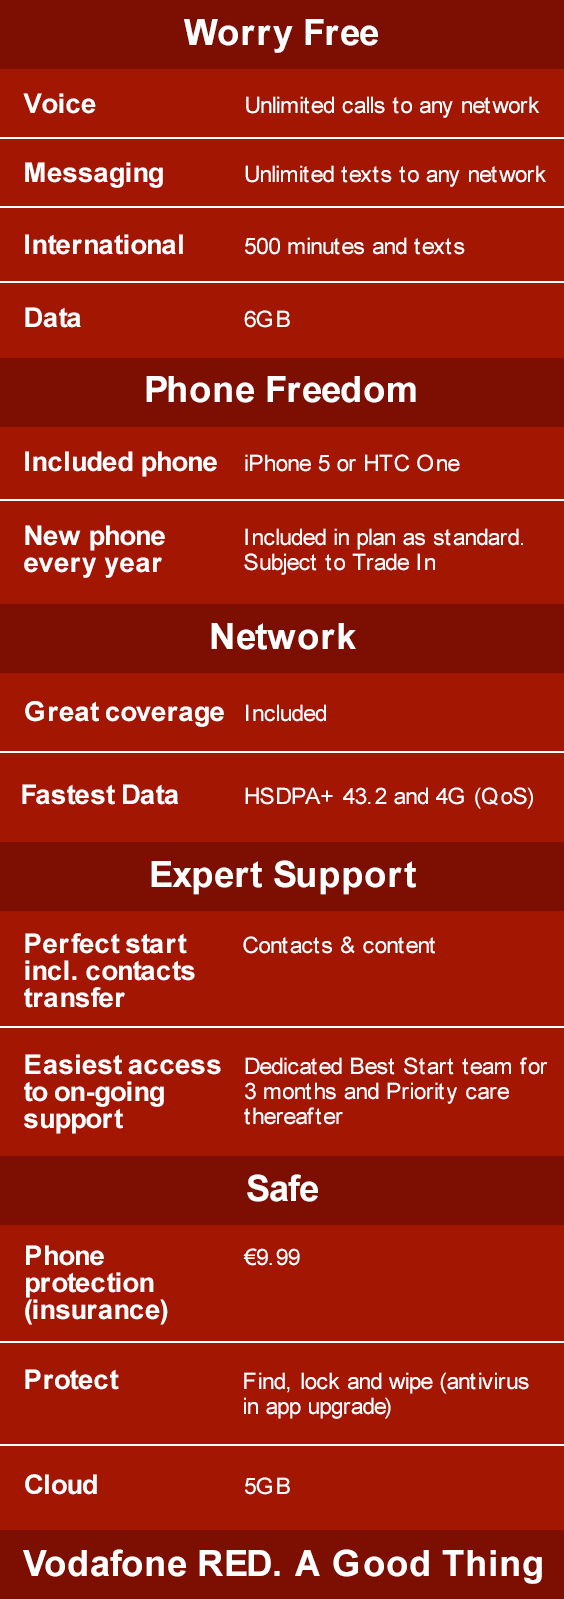 Worry Free
Voice Unlimited calls to any network
Messaging Unlimited texts to any network
International 500 minutes and texts
Data 6GB
Phone Freedom
Included phone iPhone 5 or HTC One
New phone
every year
Included in plan as standard.
Subject to Trade In
Network
Great coverage Included
Fastest Data HSDPA+ 43.2 and 4G (QoS)
Expert Support
Perfect start
incl. contacts
transfer
Contacts & content
Easiest access
to on-going
support
Dedicated Best Start team for
3 months and Priority care
thereafter
Safe
Phone
protection
(insurance)
€9.99
Protect
Find, lock and wipe (antivirus
in app upgrade)
Cloud 5GB
Vodafone RED. A Good Thing